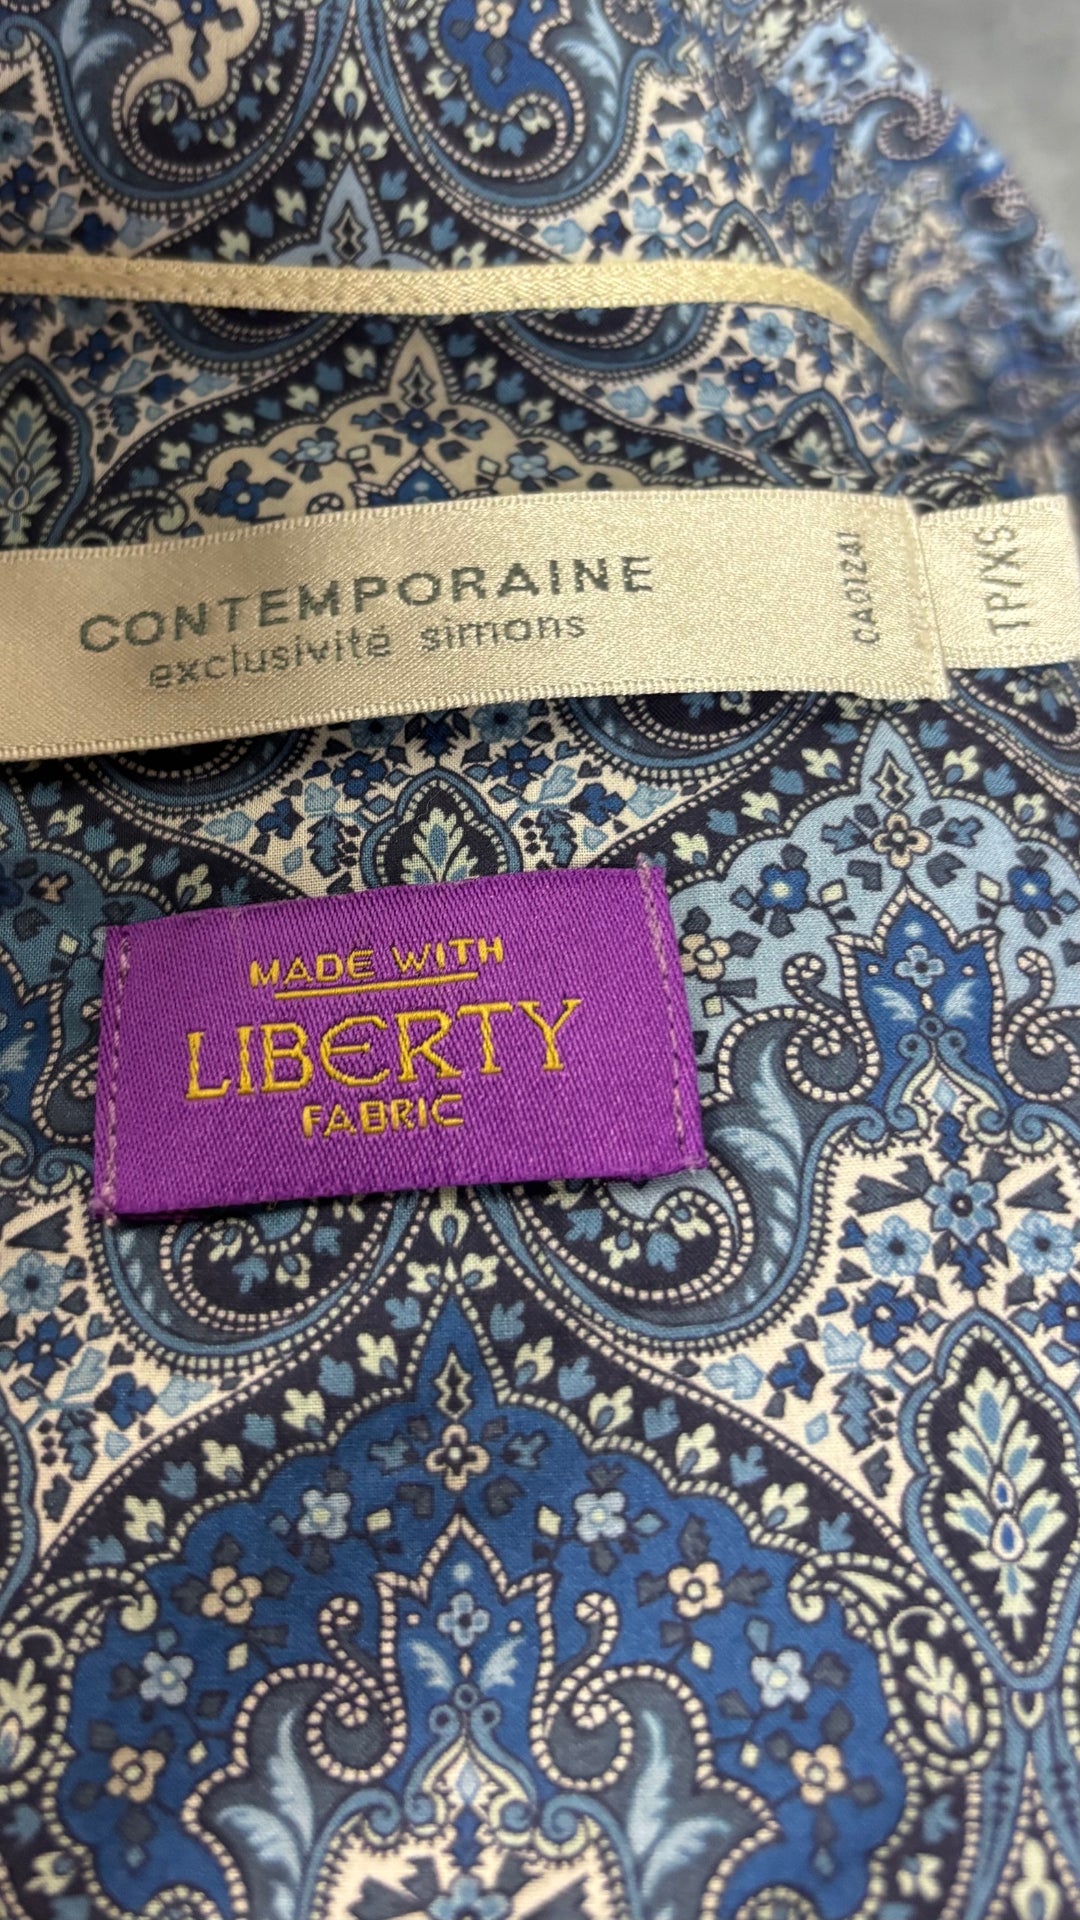 CONTEMPORAINE
exclusivité simons
CA01241
TP/XS
MADE WITH
LIBERTY
FABRIC